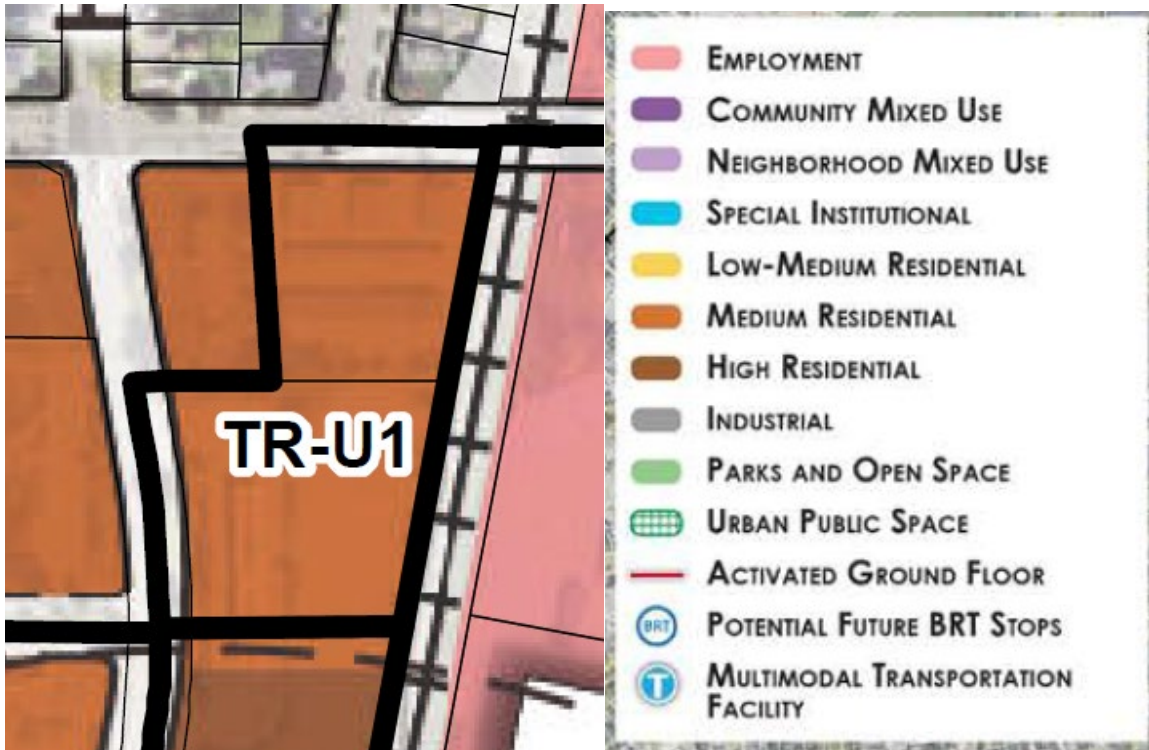 TR-U1
EMPLOYMENT
COMMUNITY MIXED USE
NEIGHBORHOOD MIXED USE
SPECIAL INSTITUTIONAL
LOW-MEDIUM RESIDENTIAL
MEDIUM RESIDENTIAL
HIGH RESIDENTIAL
INDUSTRIAL
PARKS AND OPEN SPACE
URBAN PUBLIC SPACE
ACTIVATED GROUND FLOOR
BRT POTENTIAL FUTURE BRT STOPS
T MULTIMODAL TRANSPORTATION
FACILITY